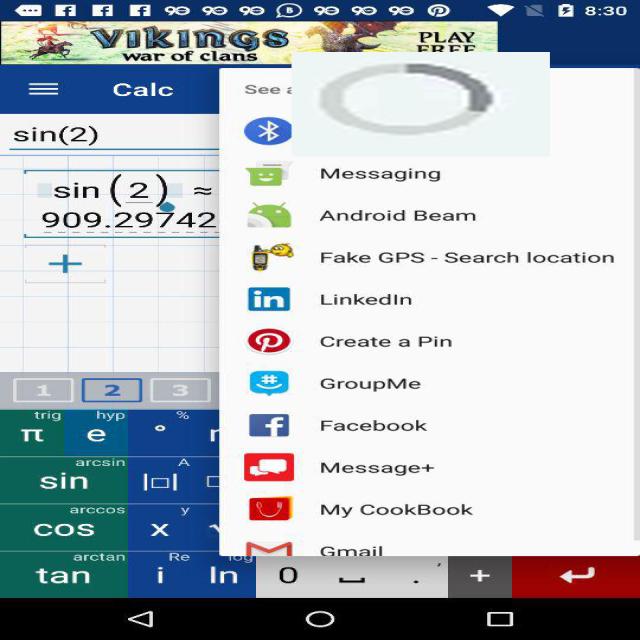 8:30
VIKINGS
war of clans
PLAY
FREE
Calc
See
sin(2)
sin(2) ≈
909.29742
+
Messaging
Android Beam
Fake GPS - Search location
LinkedIn
Create a Pin
GroupMe
Facebook
Message+
My CookBook
Gmail
1 2 3
trig hyp %
π e °
arcsin A
sin |□|
arccos y
cos x
arctan Re log
tan i ln 0 . ' +